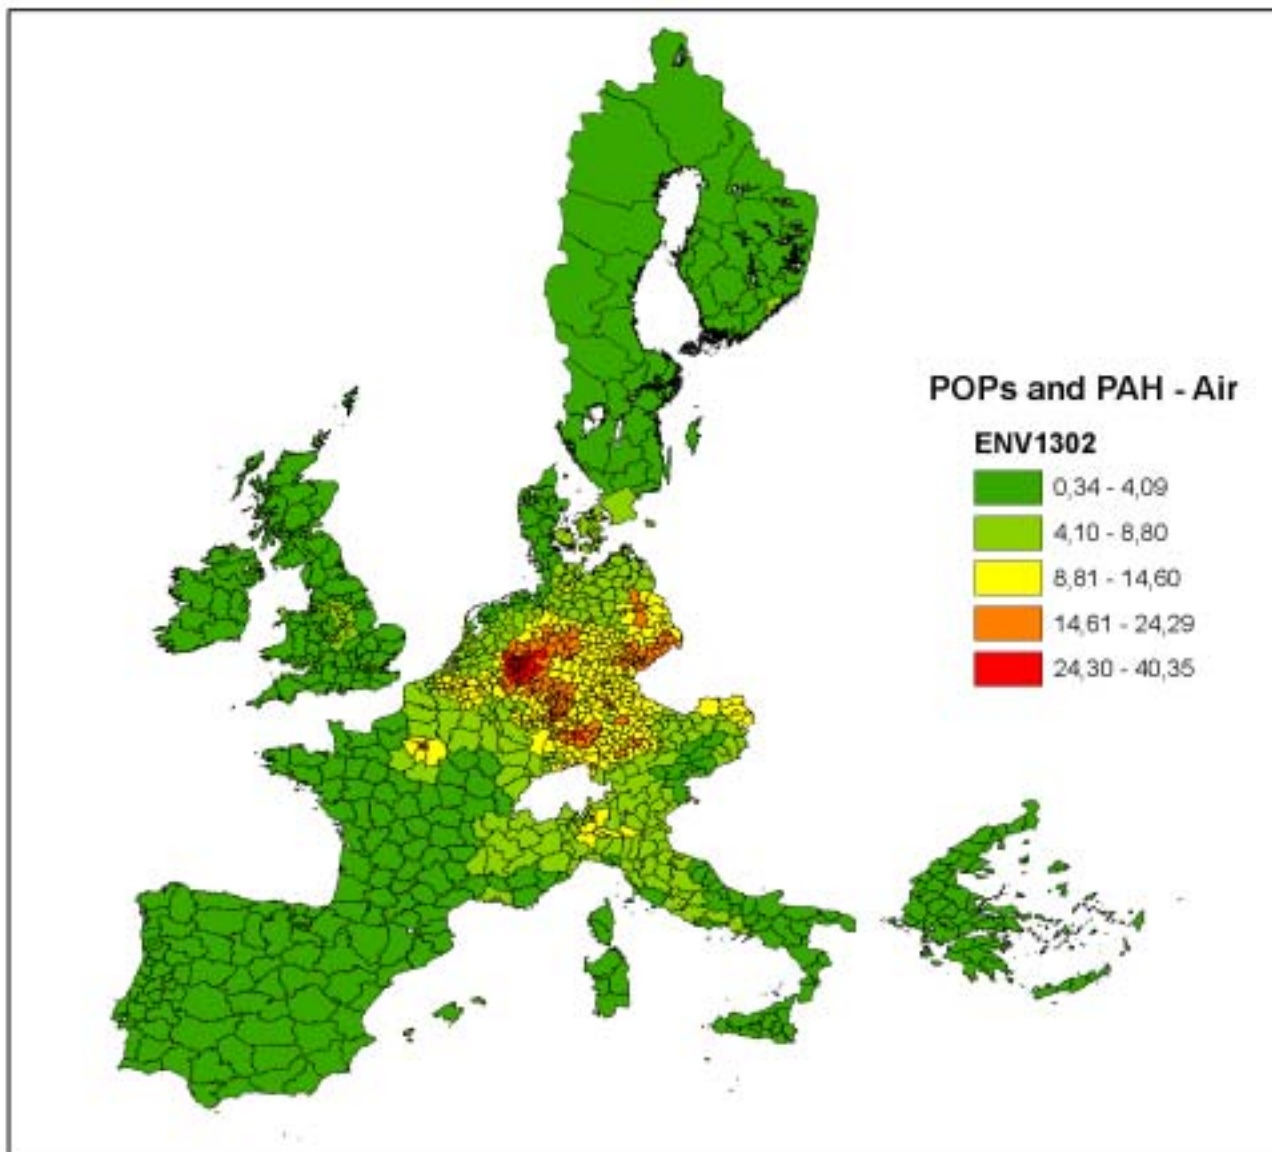 POPs and PAH - Air
ENV1302
0,34 - 4,09
4,10 - 8,80
8,81 - 14,60
14,61 - 24,29
24,30 - 40,35